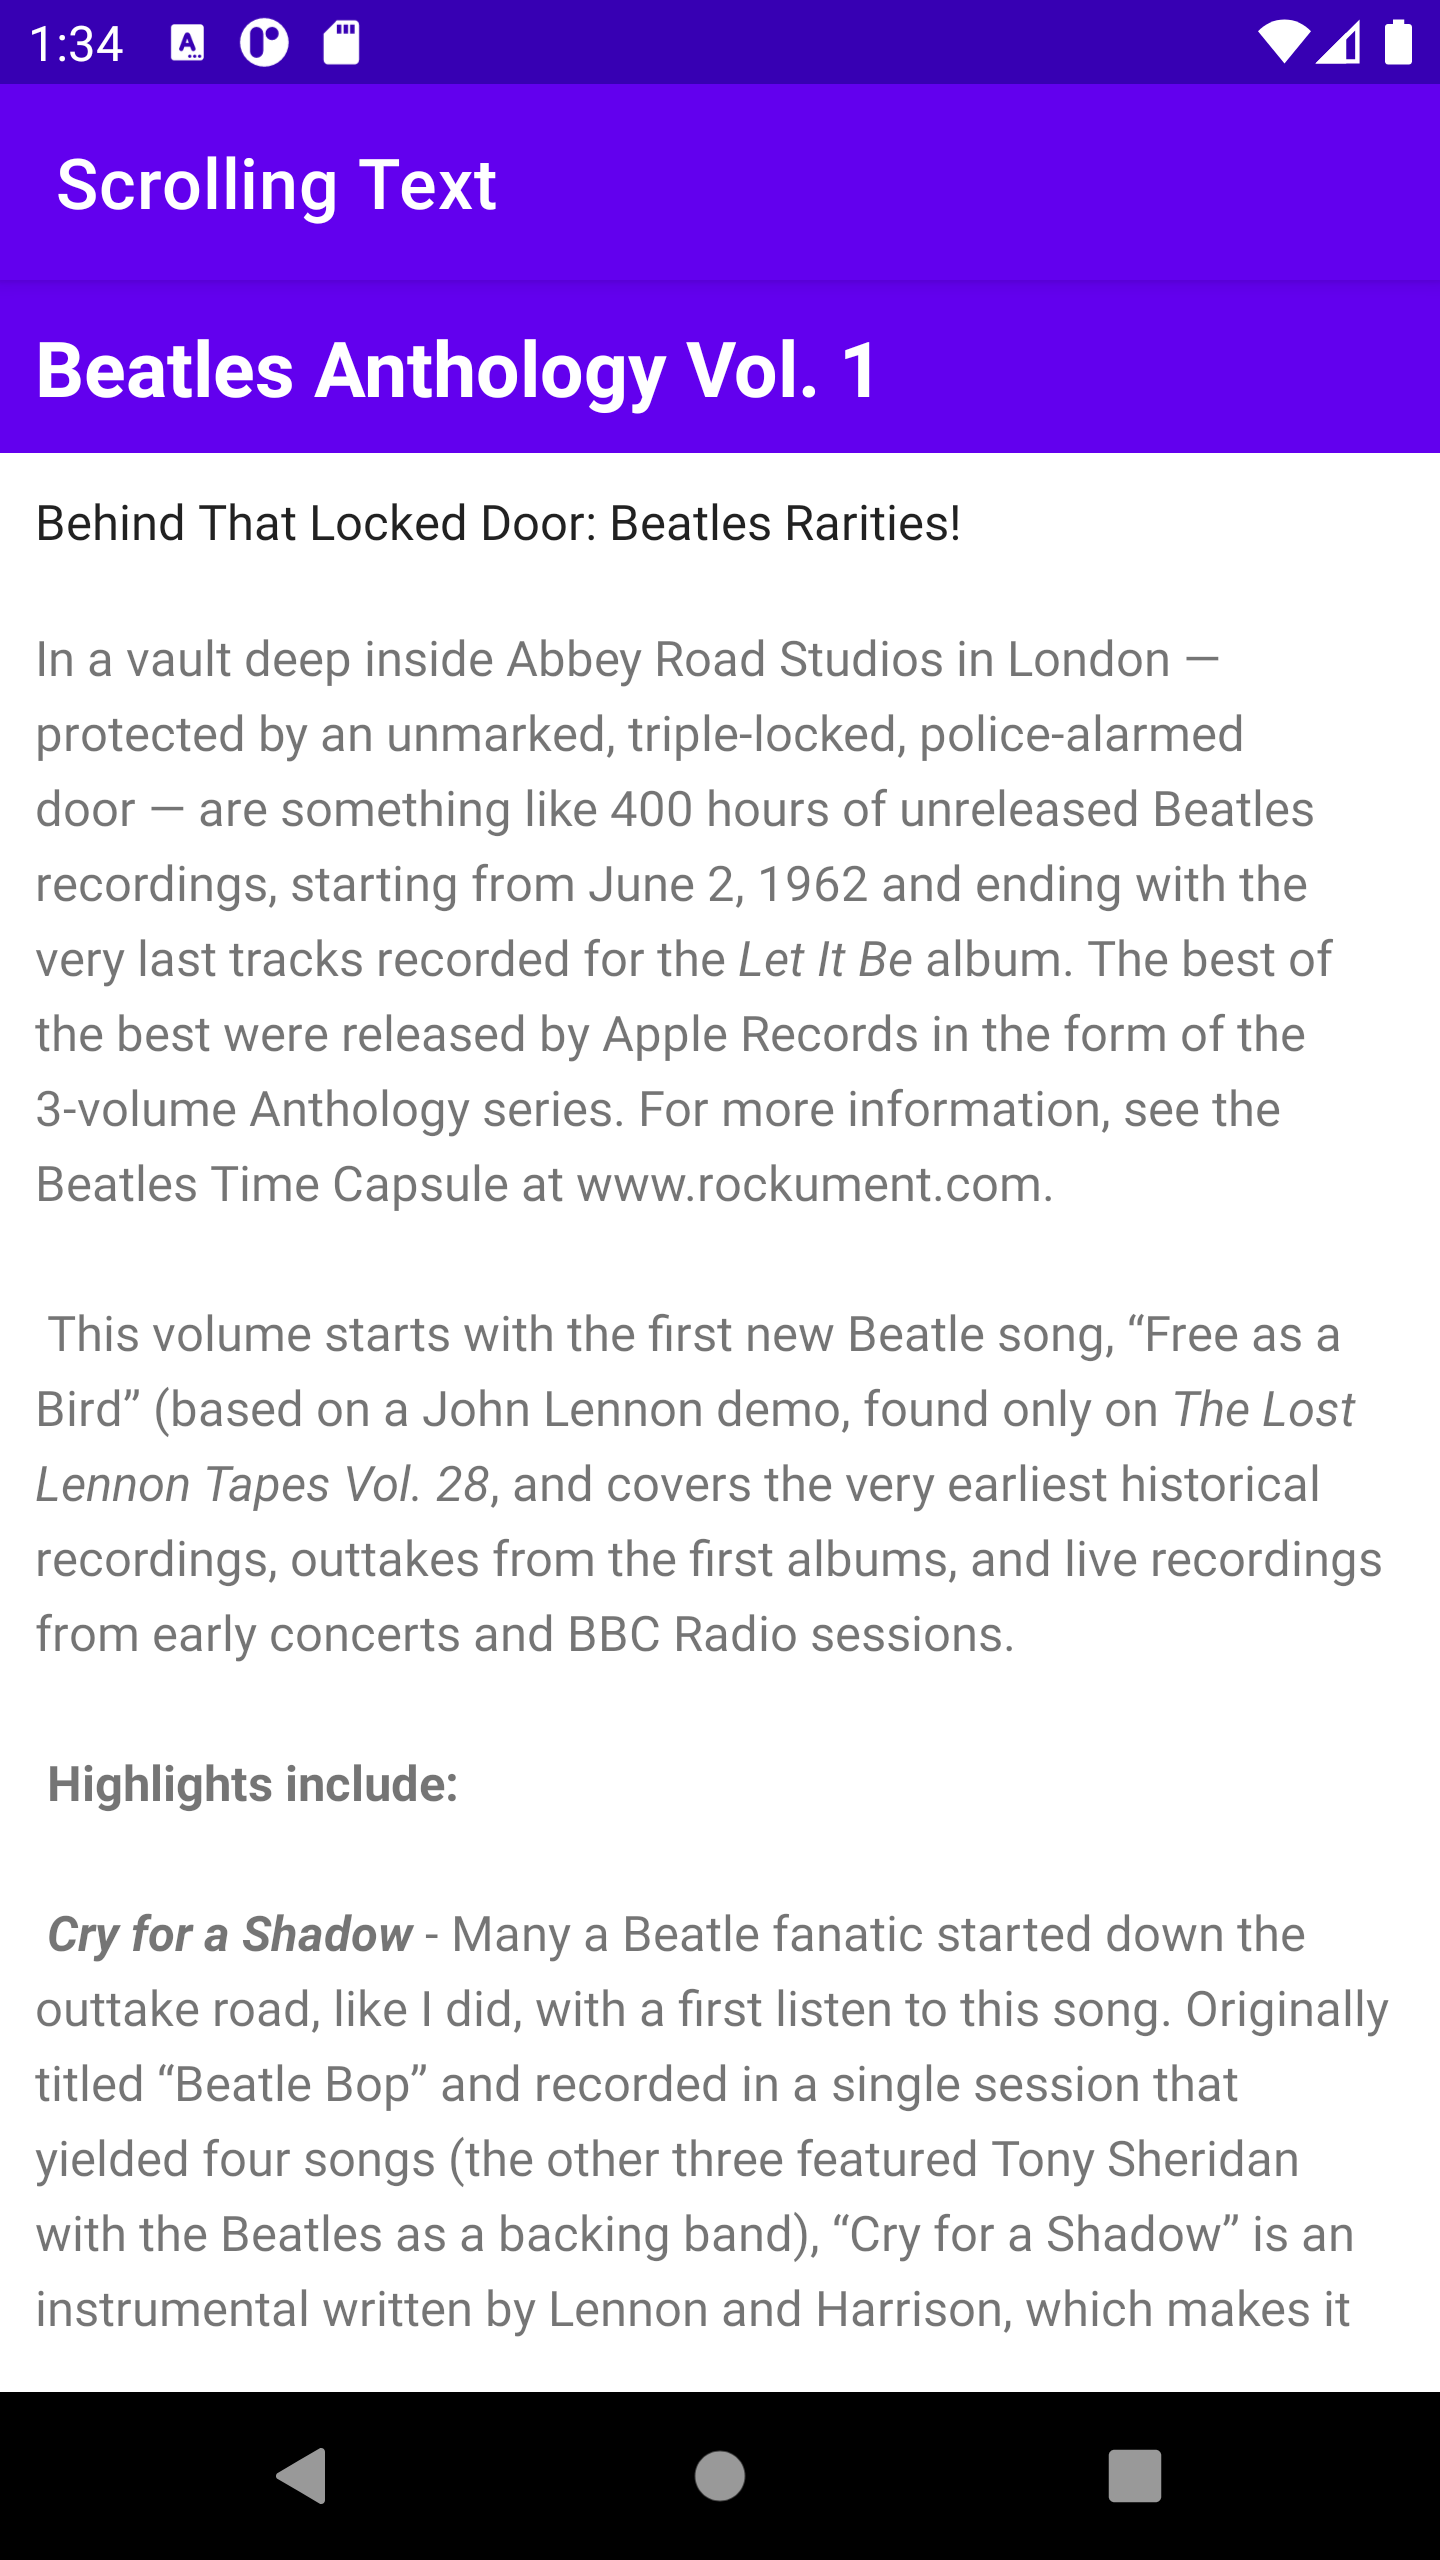 1:34
Scrolling Text
Beatles Anthology Vol. 1
Behind That Locked Door: Beatles Rarities!
In a vault deep inside Abbey Road Studios in London —
protected by an unmarked, triple-locked, police-alarmed
door — are something like 400 hours of unreleased Beatles
recordings, starting from June 2, 1962 and ending with the
very last tracks recorded for the Let It Be album. The best of
the best were released by Apple Records in the form of the
3-volume Anthology series. For more information, see the
Beatles Time Capsule at www.rockument.com.
This volume starts with the first new Beatle song, “Free as a
Bird” (based on a John Lennon demo, found only on The Lost
Lennon Tapes Vol. 28, and covers the very earliest historical
recordings, outtakes from the first albums, and live recordings
from early concerts and BBC Radio sessions.
Highlights include:
Cry for a Shadow - Many a Beatle fanatic started down the
outtake road, like I did, with a first listen to this song. Originally
titled “Beatle Bop” and recorded in a single session that
yielded four songs (the other three featured Tony Sheridan
with the Beatles as a backing band), “Cry for a Shadow” is an
instrumental written by Lennon and Harrison, which makes it